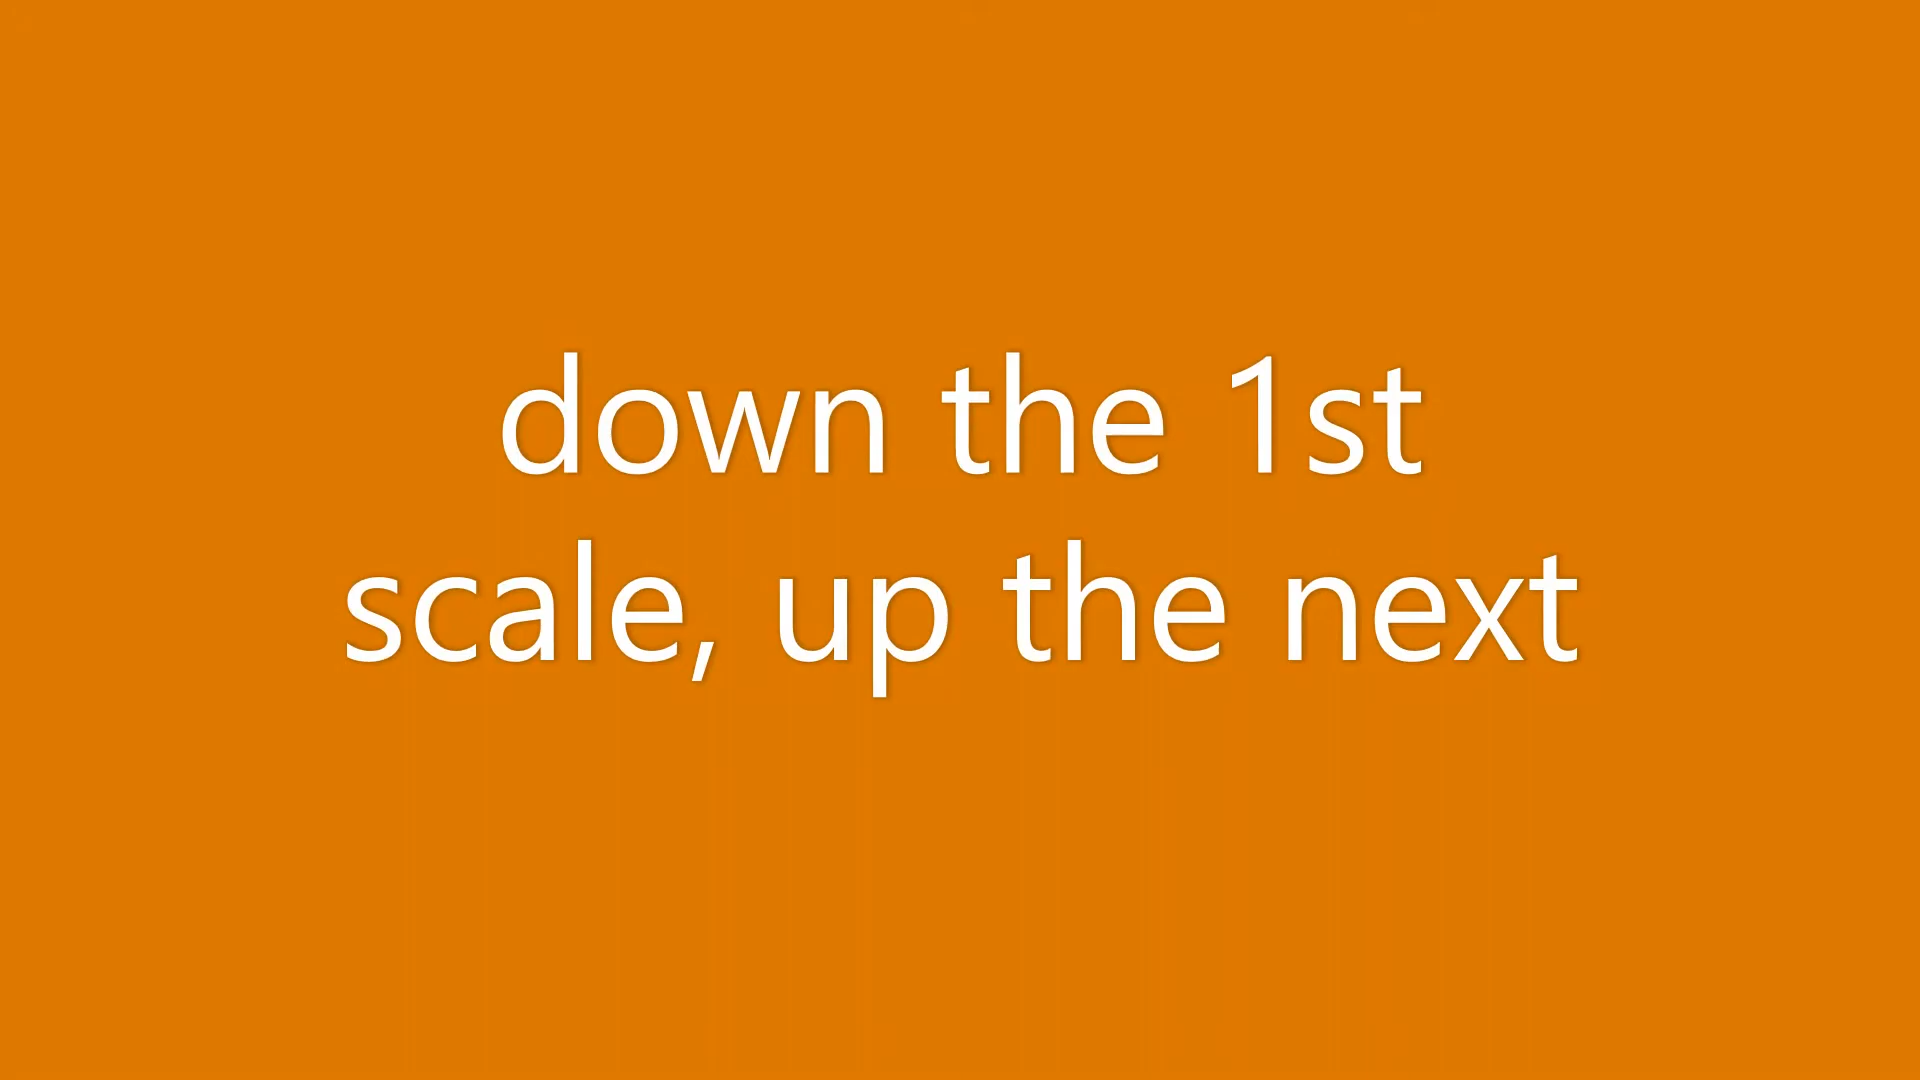 down the 1st
scale, up the next